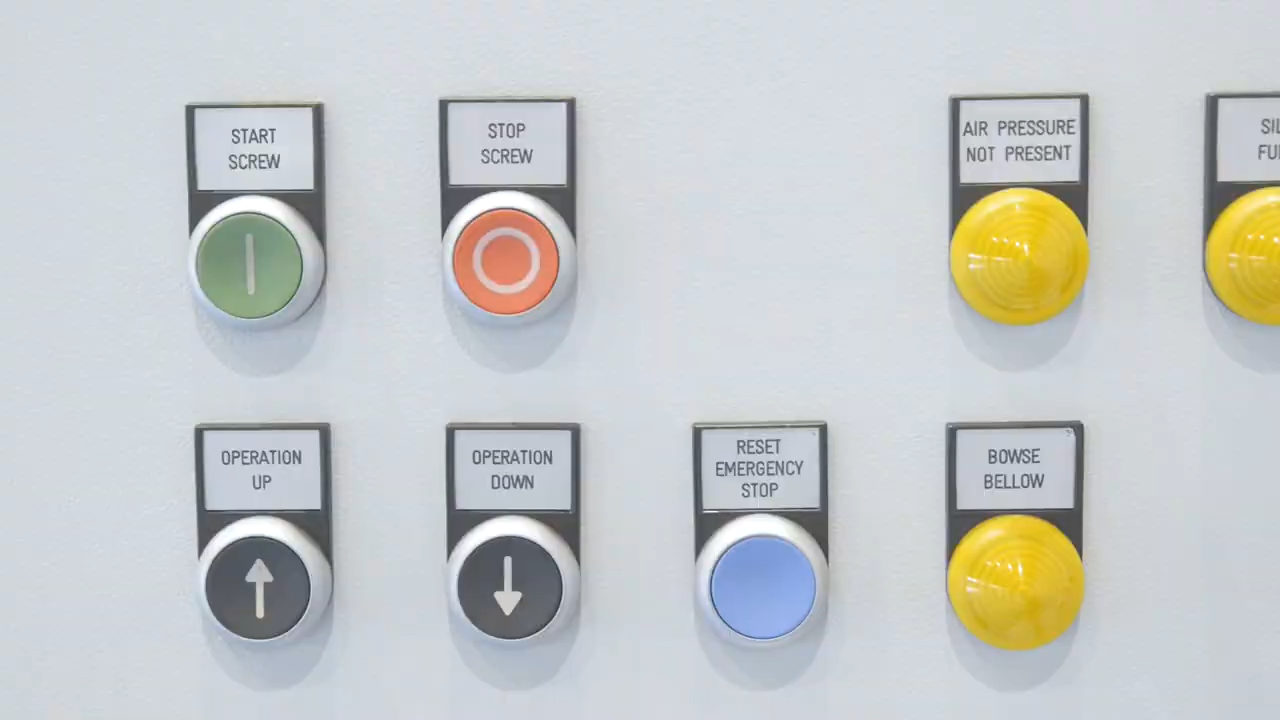 START
SCREW
STOP
SCREW
AIR PRESSURE
NOT PRESENT
OPERATION
UP
OPERATION
DOWN
RESET
EMERGENCY
STOP
BOWSE
BELLOW